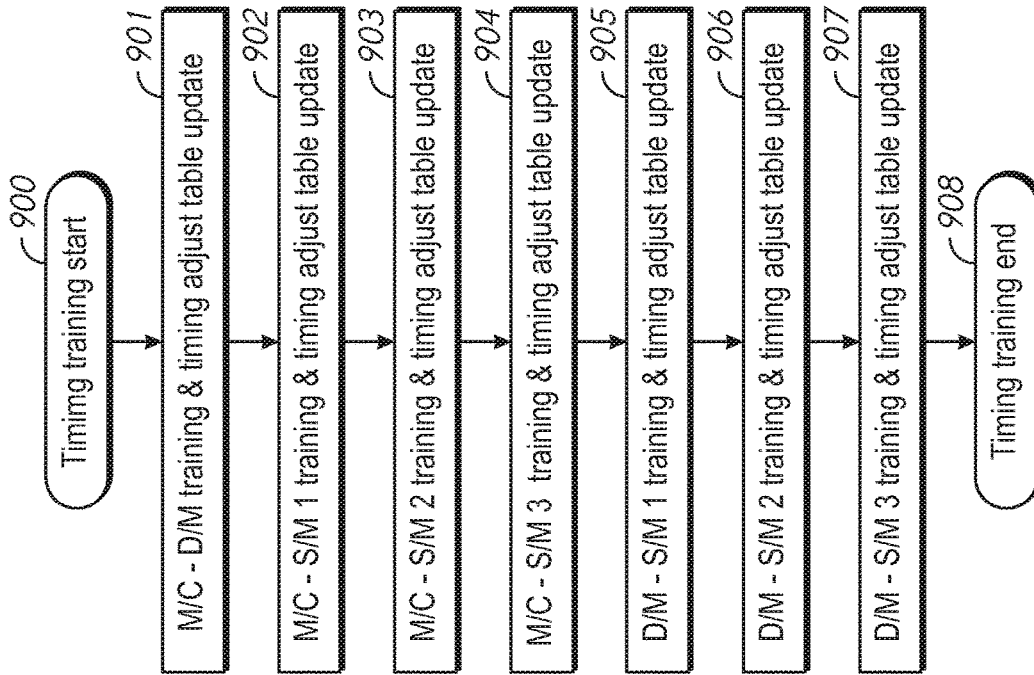 900
Timimg training start
901
M/C - D/M training & timing adjust table update
902
M/C - S/M 1 training & timing adjust table update
903
M/C - S/M 2 training & timing adjust table update
904
M/C - S/M 3 training & timing adjust table update
905
D/M - S/M 1 training & timing adjust table update
906
D/M - S/M 2 training & timing adjust table update
907
D/M - S/M 3 training & timing adjust table update
908
Timing training end